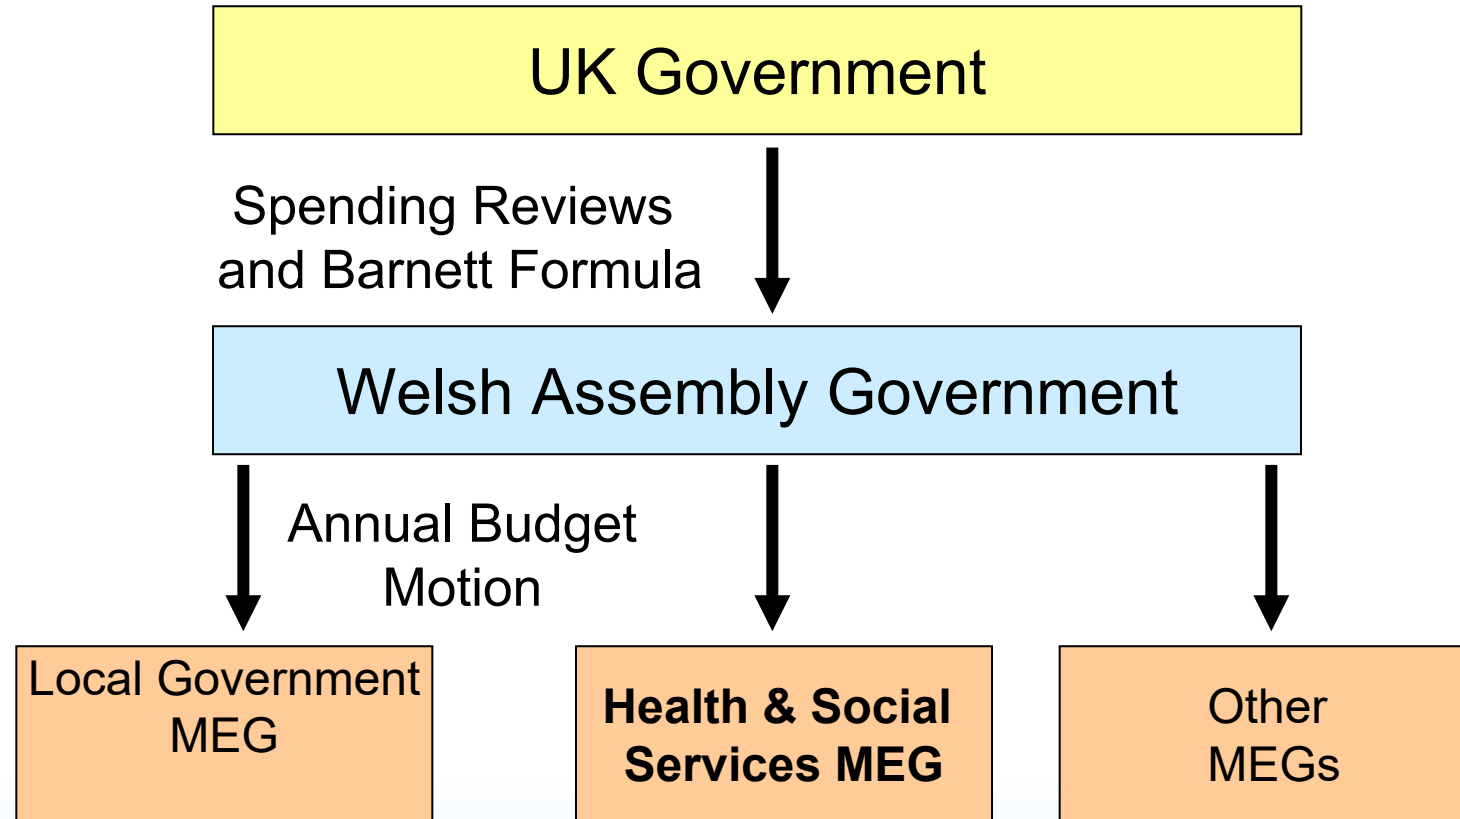 UK Government
Spending Reviews
and Barnett Formula
Welsh Assembly Government
Annual Budget
Motion
Local Government
MEG
Health & Social
Services MEG
Other
MEGs